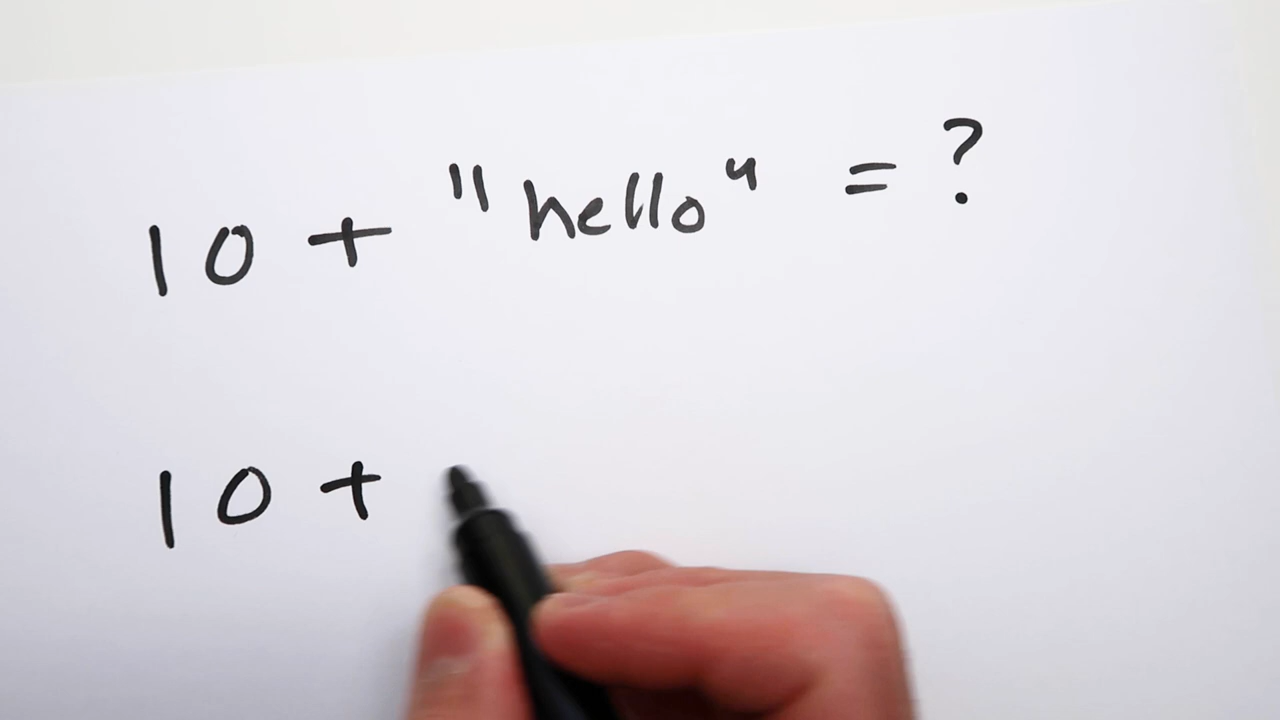 10 + "hello" = ?
10 +